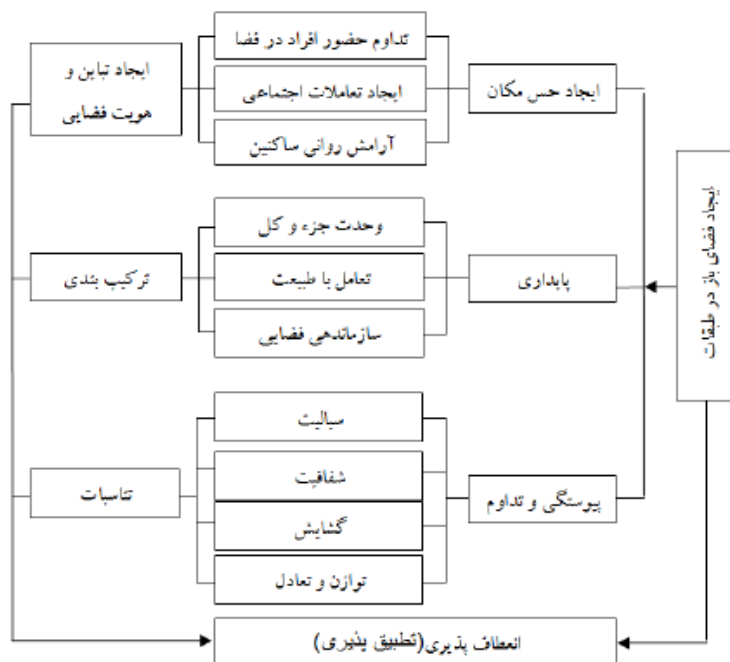 ایجاد فضای باز در طبقات
ایجاد حس مکان
تداوم حضور افراد در فضا
ایجاد تعاملات اجتماعی
آرامش روانی ساکنین
ایجاد تباین و
هویت فضایی
پایداری
وحدت جزء و کل
تعامل با طبیعت
سازماندهی فضایی
ترکیب بندی
پیوستگی و تداوم
سیالیت
شفافیت
گشایش
توازن و تعادل
تناسبات
انعطاف پذیری(تطبیق پذیری)